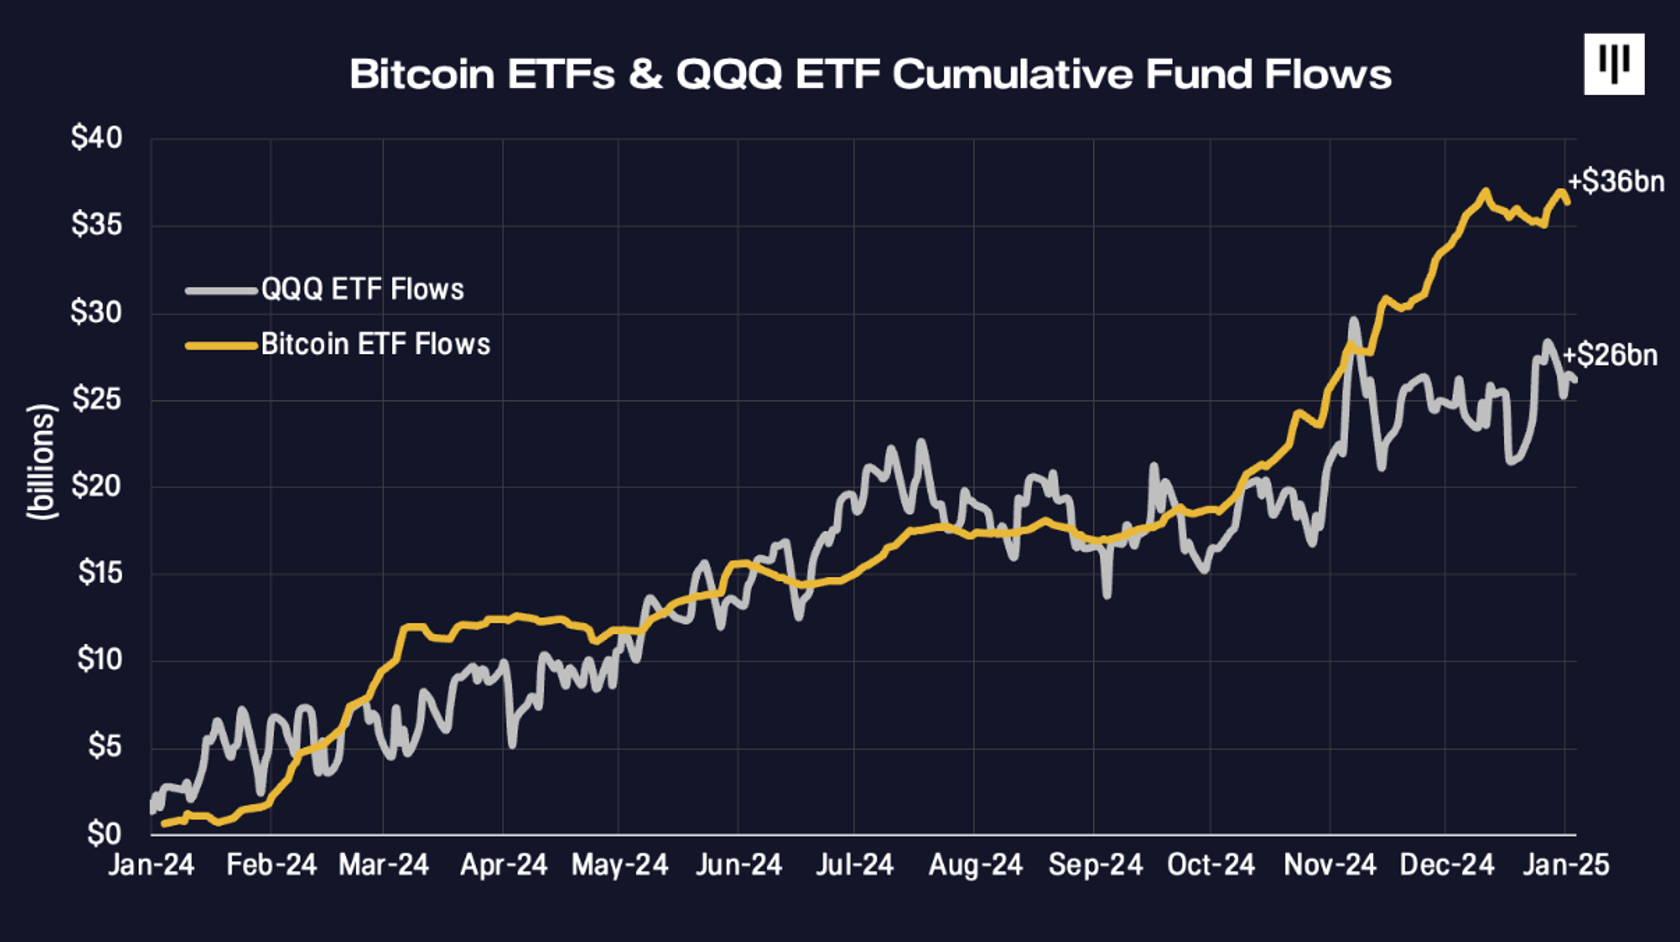 Bitcoin ETFs & QQQ ETF Cumulative Fund Flows
$40
$35
$30
$25
$20
$15
$10
$5
$0
(billions)
QQQ ETF Flows
Bitcoin ETF Flows
+$36bn
+$26bn
Jan-24 Feb-24 Mar-24 Apr-24 May-24 Jun-24 Jul-24 Aug-24 Sep-24 Oct-24 Nov-24 Dec-24 Jan-25